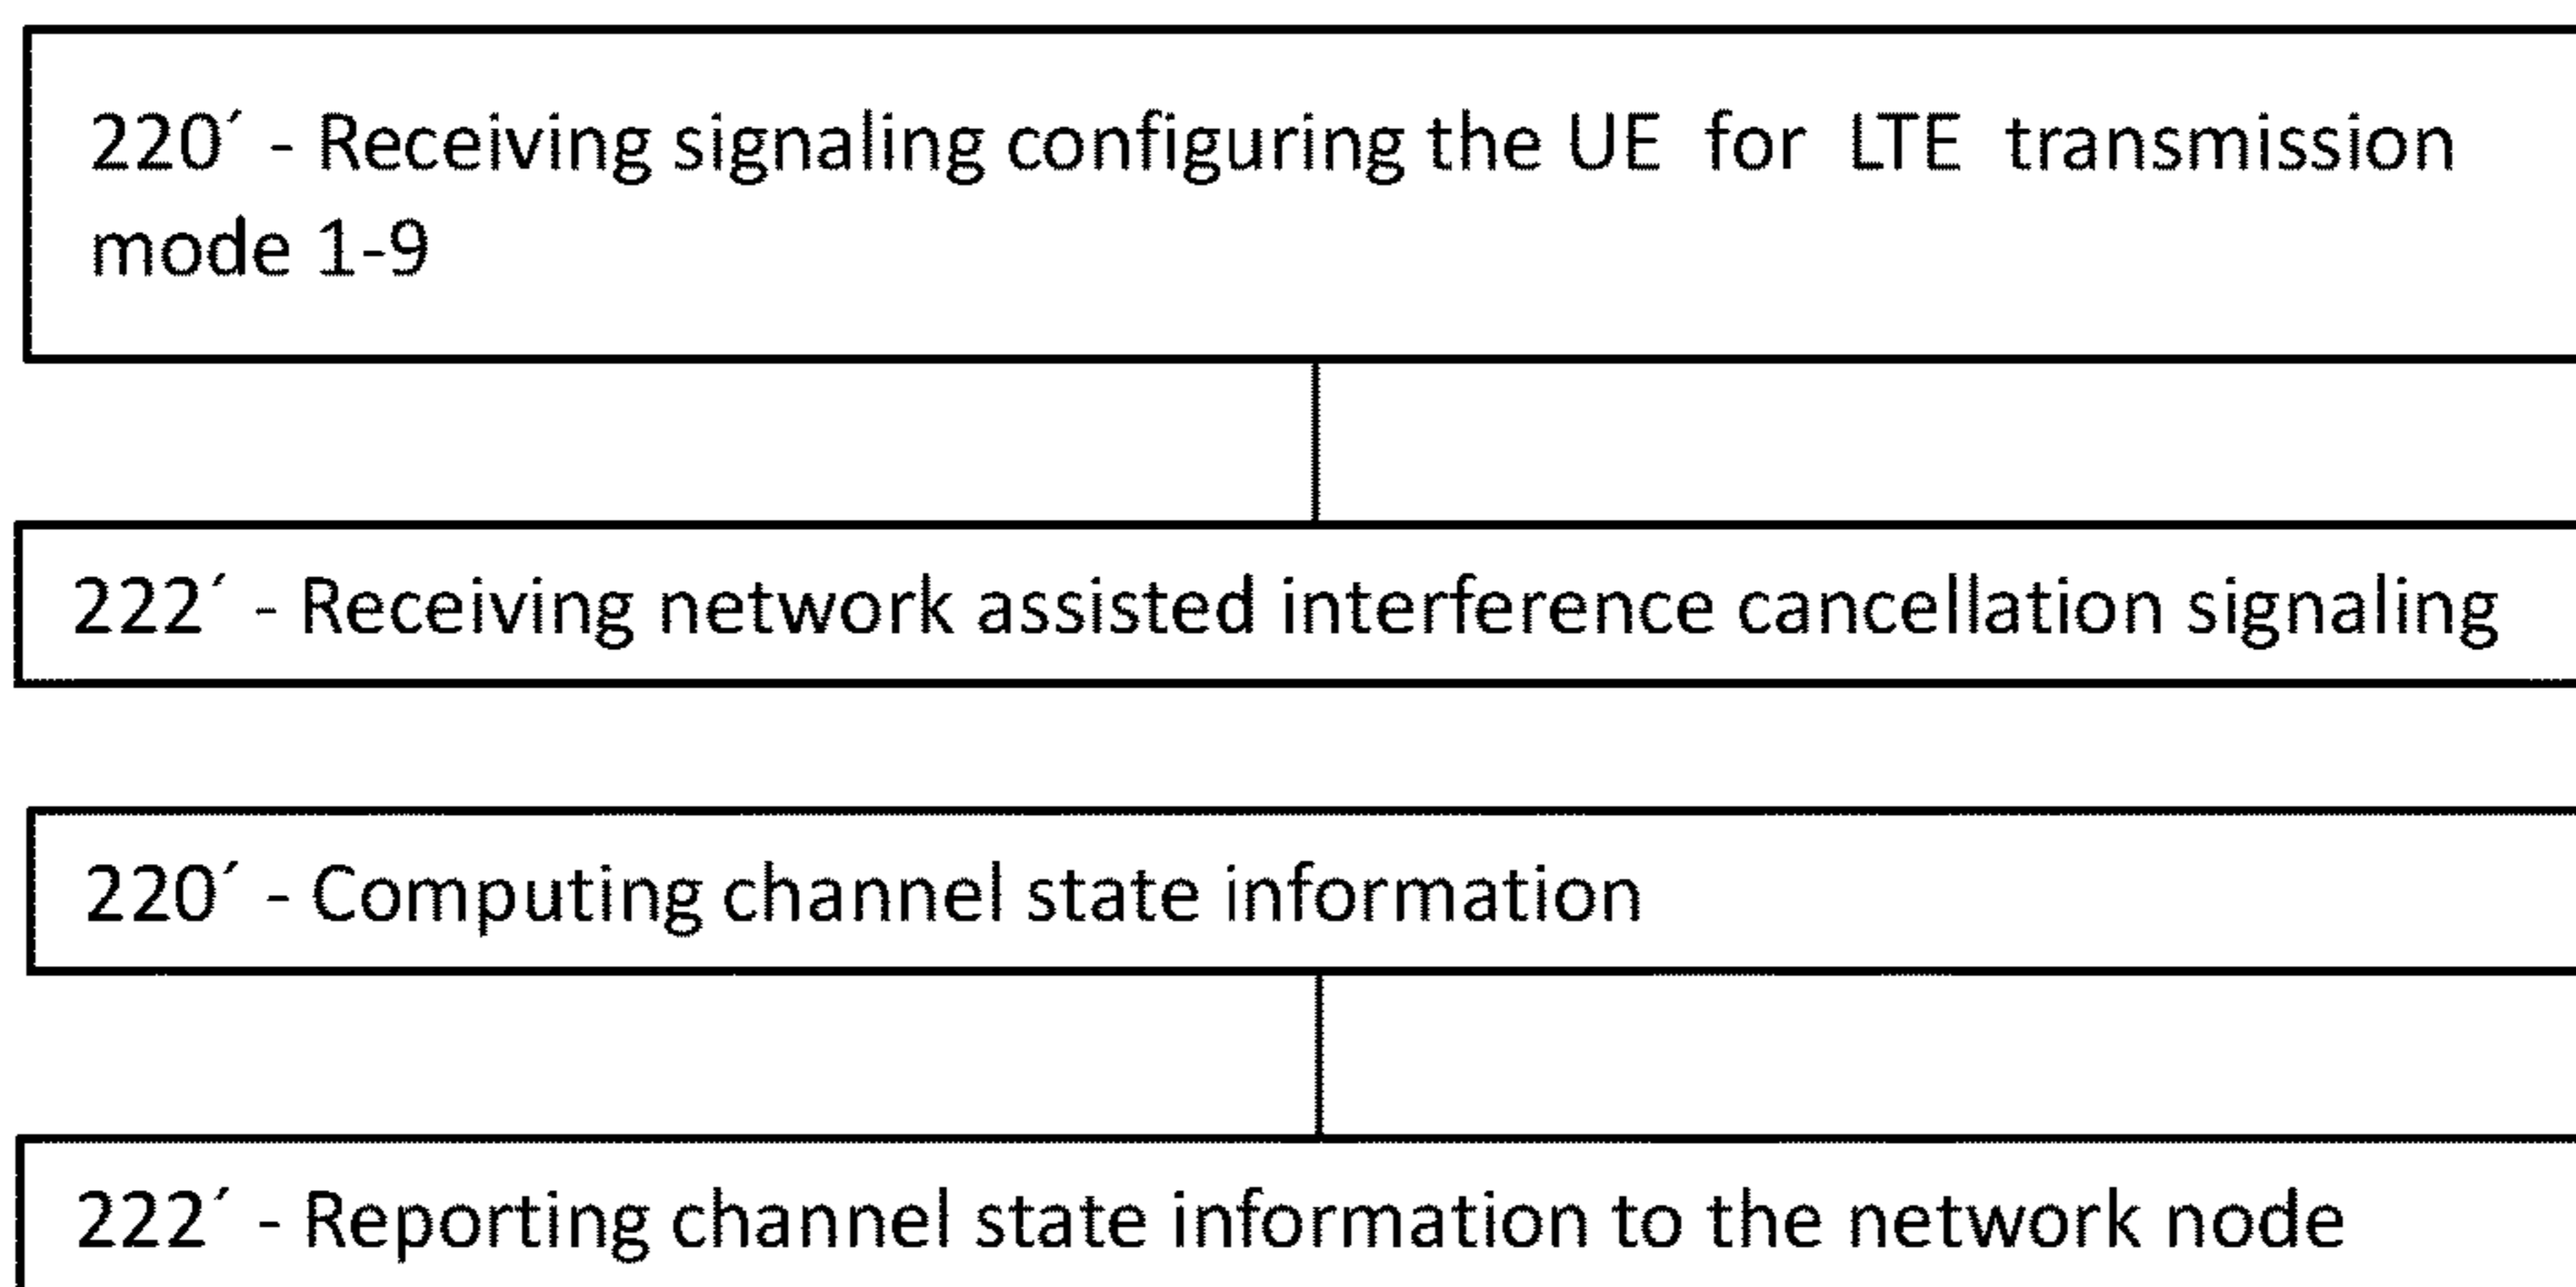 220´ - Receiving signaling configuring the UE for LTE transmission
mode 1-9
222´ - Receiving network assisted interference cancellation signaling
220´ - Computing channel state information
222´ - Reporting channel state information to the network node